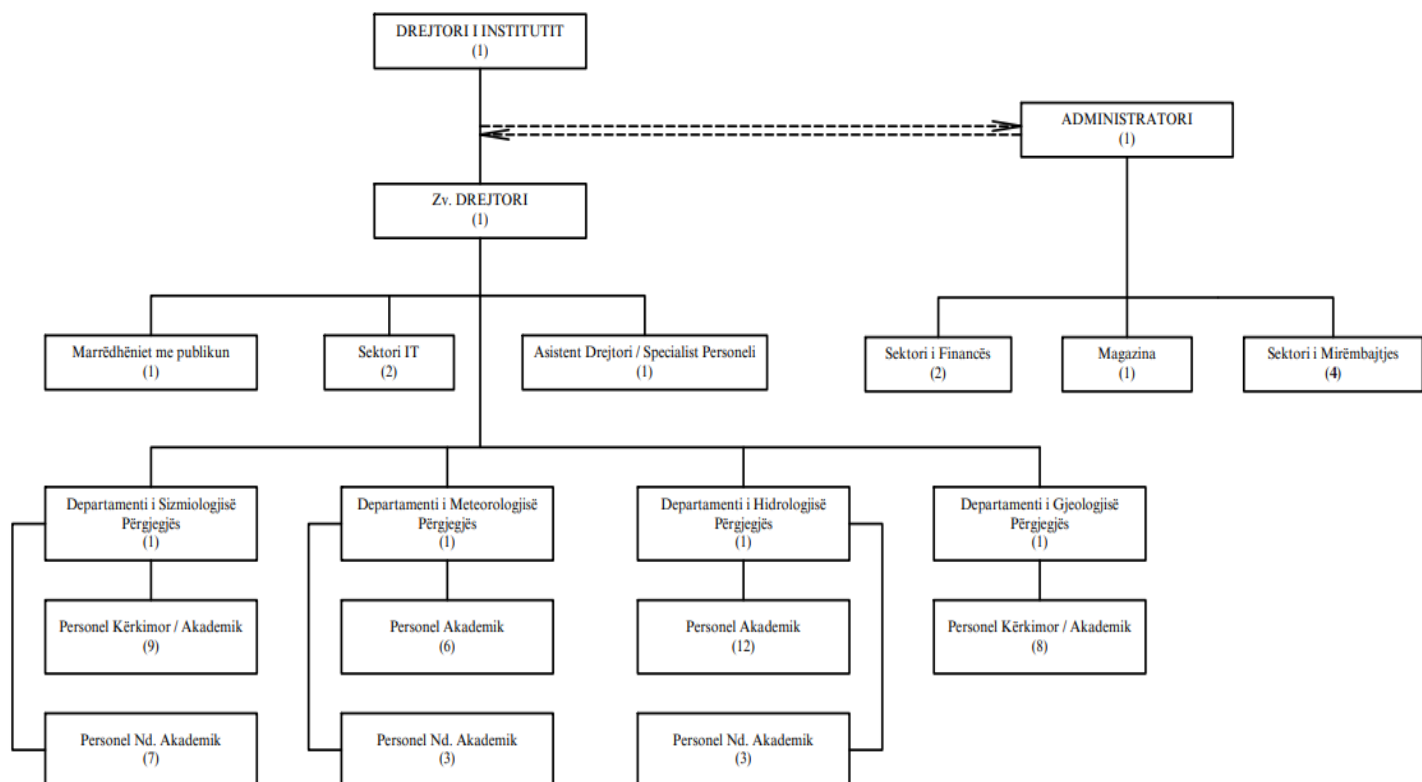 DREJTORI I INSTITUTIT
(1)
ADMINISTRATORI
(1)
Zv. DREJTORI
(1)
Marrëdhëniet me publikun
(1)
Sektori IT
(2)
Asistent Drejtori / Specialist Personeli
(1)
Sektori i Financës
(2)
Magazina
(1)
Sektori i Mirëmbajtjes
(4)
Departamenti i Sizmiologjisë
Përgjegjës
(1)
Departamenti i Meteorologjisë
Përgjegjës
(1)
Departamenti i Hidrologjisë
Përgjegjës
(1)
Departamenti i Gjeologjisë
Përgjegjës
(1)
Personel Kërkimor / Akademik
(9)
Personel Akademik
(6)
Personel Akademik
(12)
Personel Kërkimor / Akademik
(8)
Personel Nd. Akademik
(7)
Personel Nd. Akademik
(3)
Personel Nd. Akademik
(3)